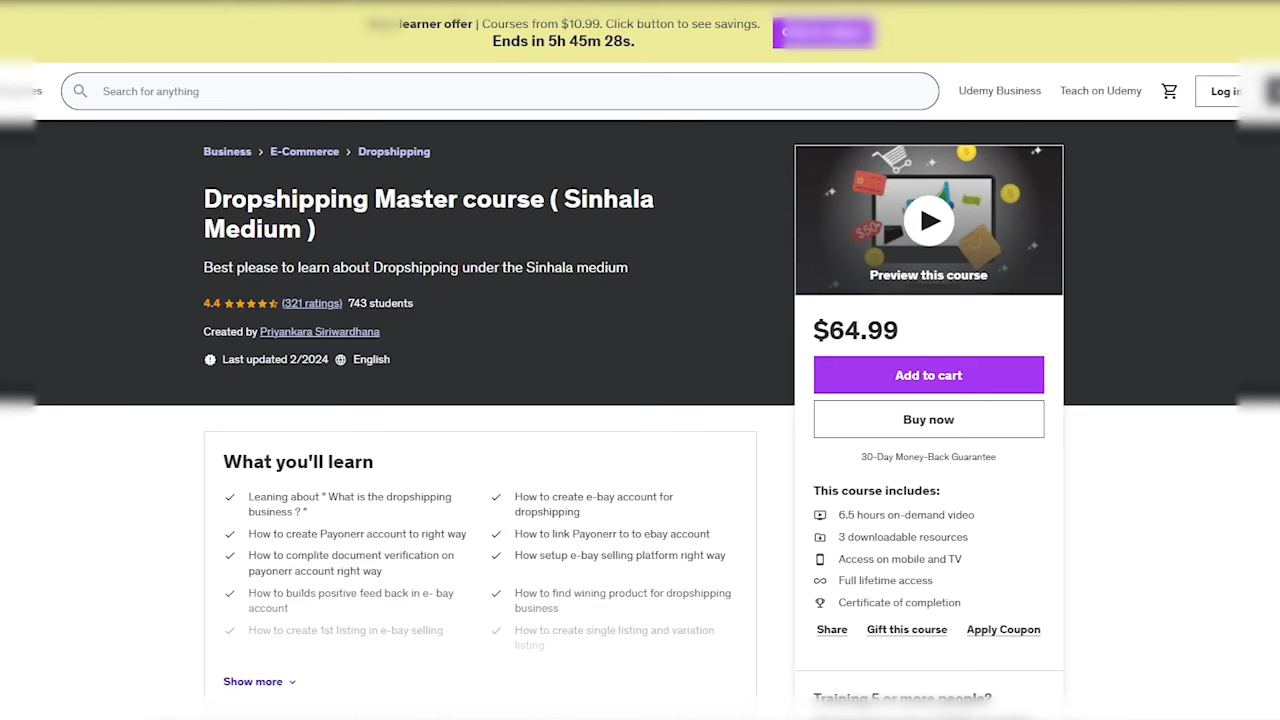 learner offer | Courses from $10.99. Click button to see savings.
Ends in 5h 45m 28s.
Search for anything
Udemy Business
Teach on Udemy
Log in
Business > E-Commerce > Dropshipping
Dropshipping Master course ( Sinhala
Medium )
Best please to learn about Dropshipping under the Sinhala medium
4.4 (321 ratings) 743 students
Created by Priyankara Siriwardhana
Last updated 2/2024 English
$50
Preview this course
$64.99
Add to cart
Buy now
30-Day Money-Back Guarantee
This course includes:
6.5 hours on-demand video
3 downloadable resources
Access on mobile and TV
Full lifetime access
Certificate of completion
Share Gift this course Apply Coupon
Training 5 or more people?
What you'll learn
Leaning about " What is the dropshipping
business ? "
How to create Payonerr account to right way
How to complite document verification on
payonerr account right way
How to builds positive feed back in e- bay
account
How to create 1st listing in e-bay selling
How to create e-bay account for
dropshipping
How to link Payonerr to to ebay account
How setup e-bay selling platform right way
How to find wining product for dropshipping
business
How to create single listing and variation
listing
Show more